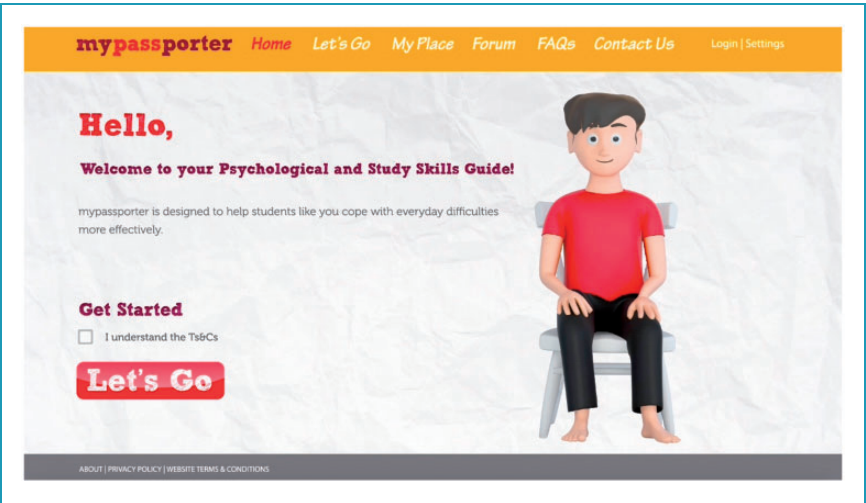 mypassporter Home Let's Go My Place Forum FAQs Contact Us Login | Settings
Hello,
Welcome to your Psychological and Study Skills Guide!
mypassporter is designed to help students like you cope with everyday difficulties
more effectively.
Get Started
I understand the Ts&Cs
Let's Go
ABOUT | PRIVACY POLICY | WEBSITE TERMS & CONDITIONS